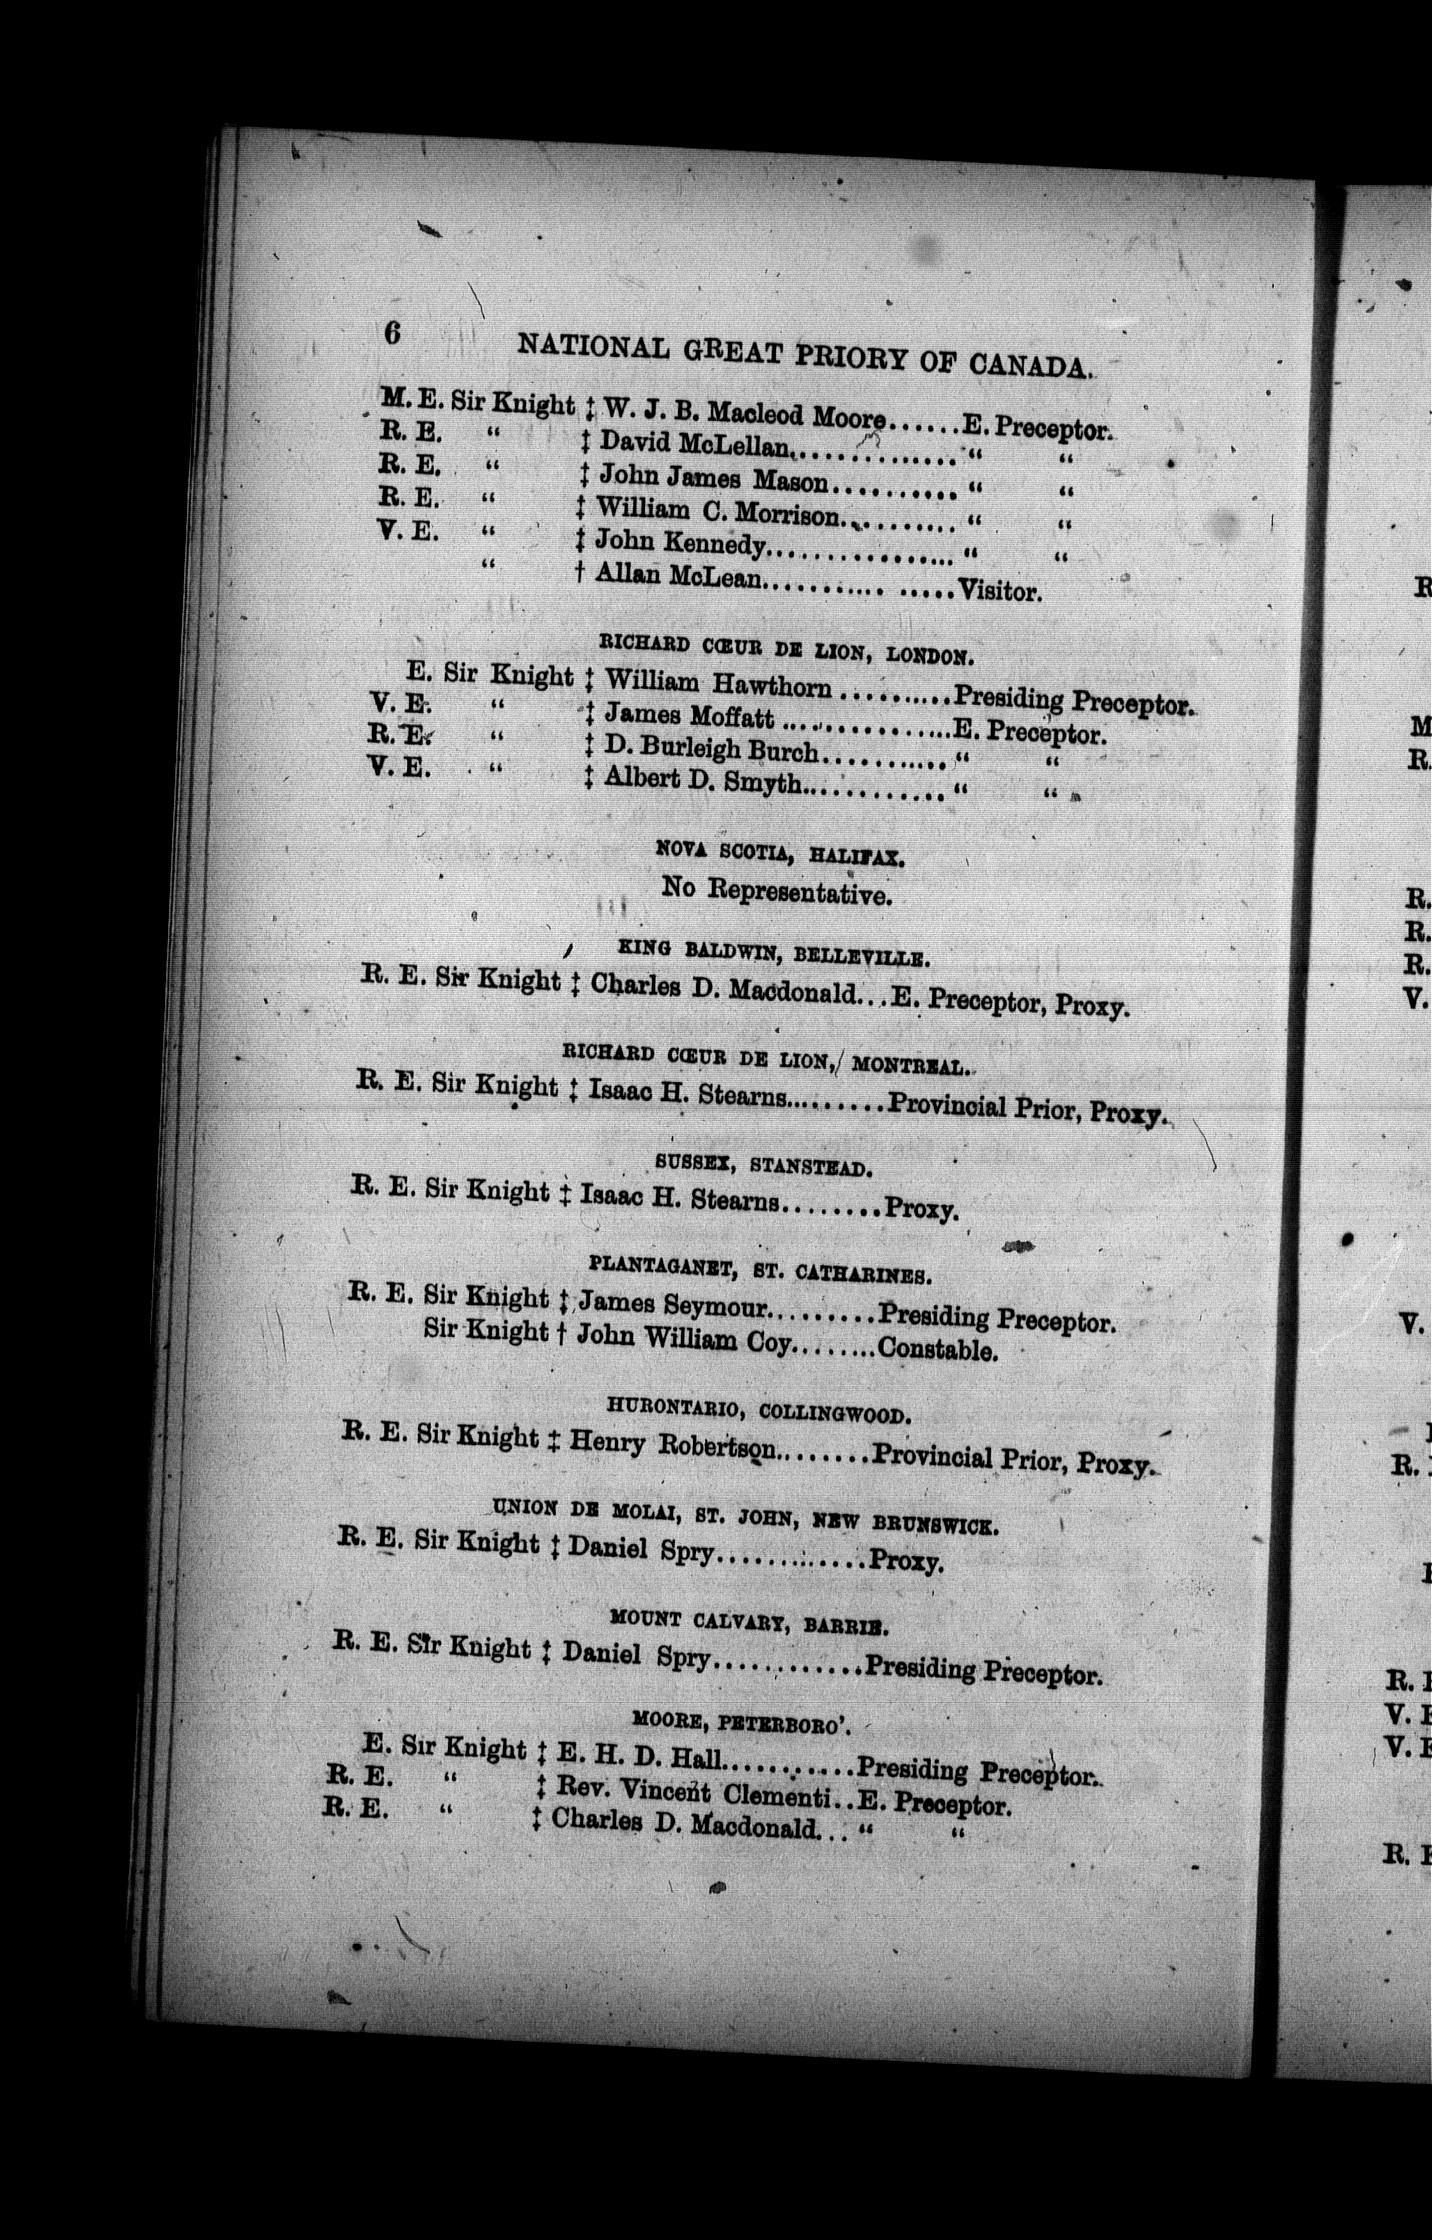 6 NATIONAL GREAT PRIORY OF CANADA.
M. E. Sir Knight ‡ W. J. B. Macleod Moore......E. Preceptor.
R. E. “ ‡ David McLellan.............. “ “
R. E. “ ‡ John James Mason.......... “ “
R. E. “ ‡ William C. Morrison.......... “ “
V. E. “ ‡ John Kennedy................ “ “
“ † Allan McLean........... .....Visitor.
RICHARD CŒUR DE LION, LONDON.
E. Sir Knight ‡ William Hawthorn ..........Presiding Preceptor.
V. E. “ ‡ James Moffatt ...............E. Preceptor.
R. E. “ ‡ D. Burleigh Burch........... “ “
V. E. “ ‡ Albert D. Smyth............. “ “
NOVA SCOTIA, HALIFAX.
No Representative.
KING BALDWIN, BELLEVILLE.
R. E. Sir Knight ‡ Charles D. Macdonald...E. Preceptor, Proxy.
RICHARD CŒUR DE LION, MONTREAL.
R. E. Sir Knight ‡ Isaac H. Stearns.........Provincial Prior, Proxy.
SUSSEX, STANSTEAD.
R. E. Sir Knight ‡ Isaac H. Stearns........Proxy.
PLANTAGANET, ST. CATHARINES.
R. E. Sir Knight ‡ James Seymour.........Presiding Preceptor.
Sir Knight † John William Coy........Constable.
HURONTARIO, COLLINGWOOD.
R. E. Sir Knight ‡ Henry Robertson........Provincial Prior, Proxy.
UNION DE MOLAI, ST. JOHN, NEW BRUNSWICK.
R. E. Sir Knight ‡ Daniel Spry............Proxy.
MOUNT CALVARY, BARRIE.
R. E. Sir Knight ‡ Daniel Spry............Presiding Preceptor.
MOORE, PETERBORO’.
E. Sir Knight ‡ E. H. D. Hall...........Presiding Preceptor.
R. E. “ ‡ Rev. Vincent Clementi..E. Preceptor.
R. E. “ ‡ Charles D. Macdonald... “ “